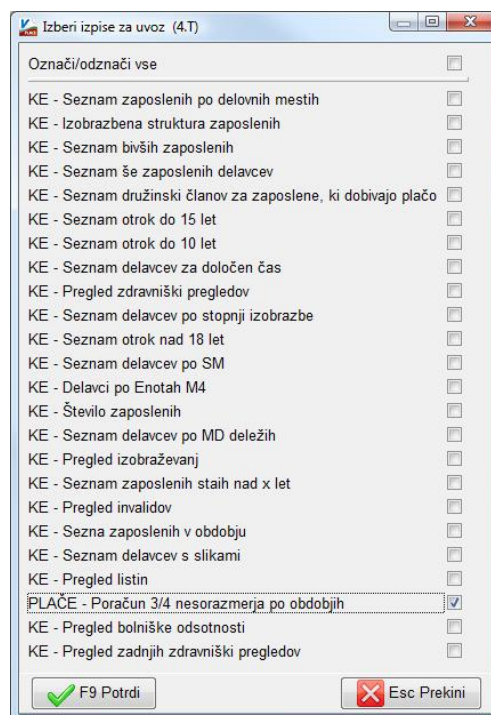 Izberi izpise za uvoz (4.T)
Označi/odznači vse
KE - Seznam zaposlenih po delovnih mestih
KE - Izobrazbena struktura zaposlenih
KE - Seznam bivših zaposlenih
KE - Seznam še zaposlenih delavcev
KE - Seznam družinski članov za zaposlene, ki dobivajo plačo
KE - Seznam otrok do 15 let
KE - Seznam otrok do 10 let
KE - Seznam delavcev za določen čas
KE - Pregled zdravniški pregledov
KE - Seznam delavcev po stopnji izobrazbe
KE - Seznam otrok nad 18 let
KE - Seznam delavcev po SM
KE - Delavci po Enotah M4
KE - Število zaposlenih
KE - Seznam delavcev po MD deležih
KE - Pregled izobraževanj
KE - Seznam zaposlenih staih nad x let
KE - Pregled invalidov
KE - Sezna zaposlenih v obdobju
KE - Seznam delavcev s slikami
KE - Pregled listin
PLAČE - Poračun 3/4 nesorazmerja po obdobjih
KE - Pregled bolniške odsotnosti
KE - Pregled zadnjih zdravniški pregledov
F9 Potrdi Esc Prekini